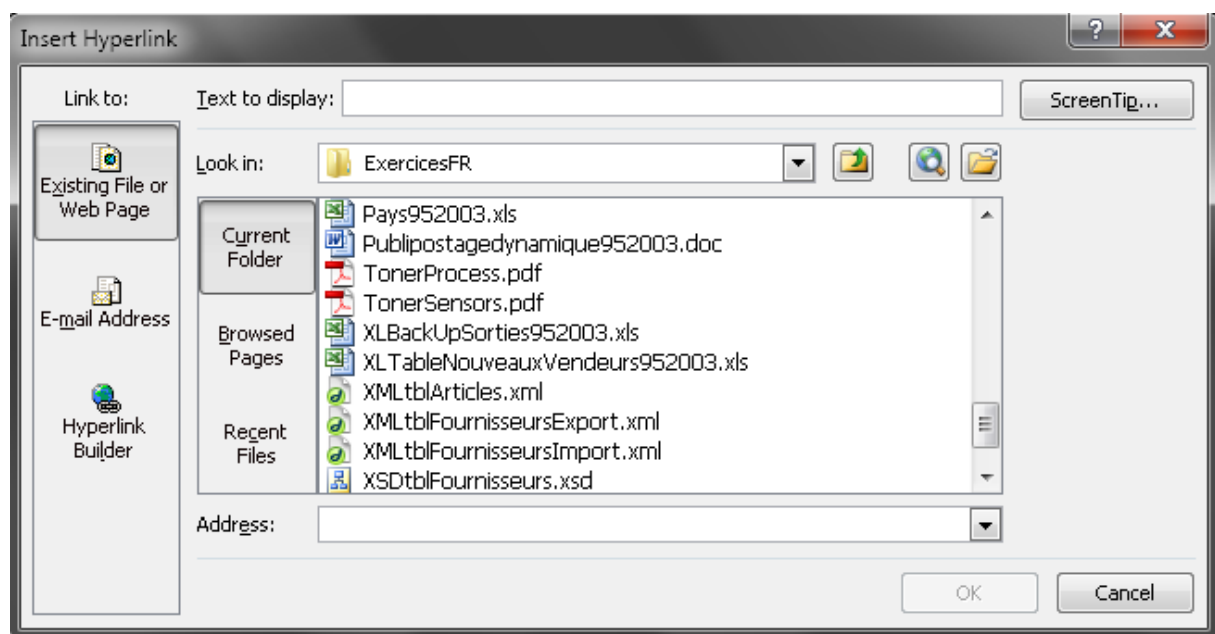 Insert Hyperlink
?
X
Link to:
Text to display:
ScreenTip...
Existing File or
Web Page
Look in:
ExercicesFR
Current
Folder
Pays952003.xls
Publipostagedynamique952003.doc
TonerProcess.pdf
TonerSensors.pdf
E-mail Address
Browsed
Pages
XLBackUpSorties952003.xls
XLTableNouveauxVendeurs952003.xls
XMLtblArticles.xml
Hyperlink
Builder
Recent
Files
XMLtblFournisseursExport.xml
XMLtblFournisseursImport.xml
XSDtblFournisseurs.xsd
Address:
OK
Cancel